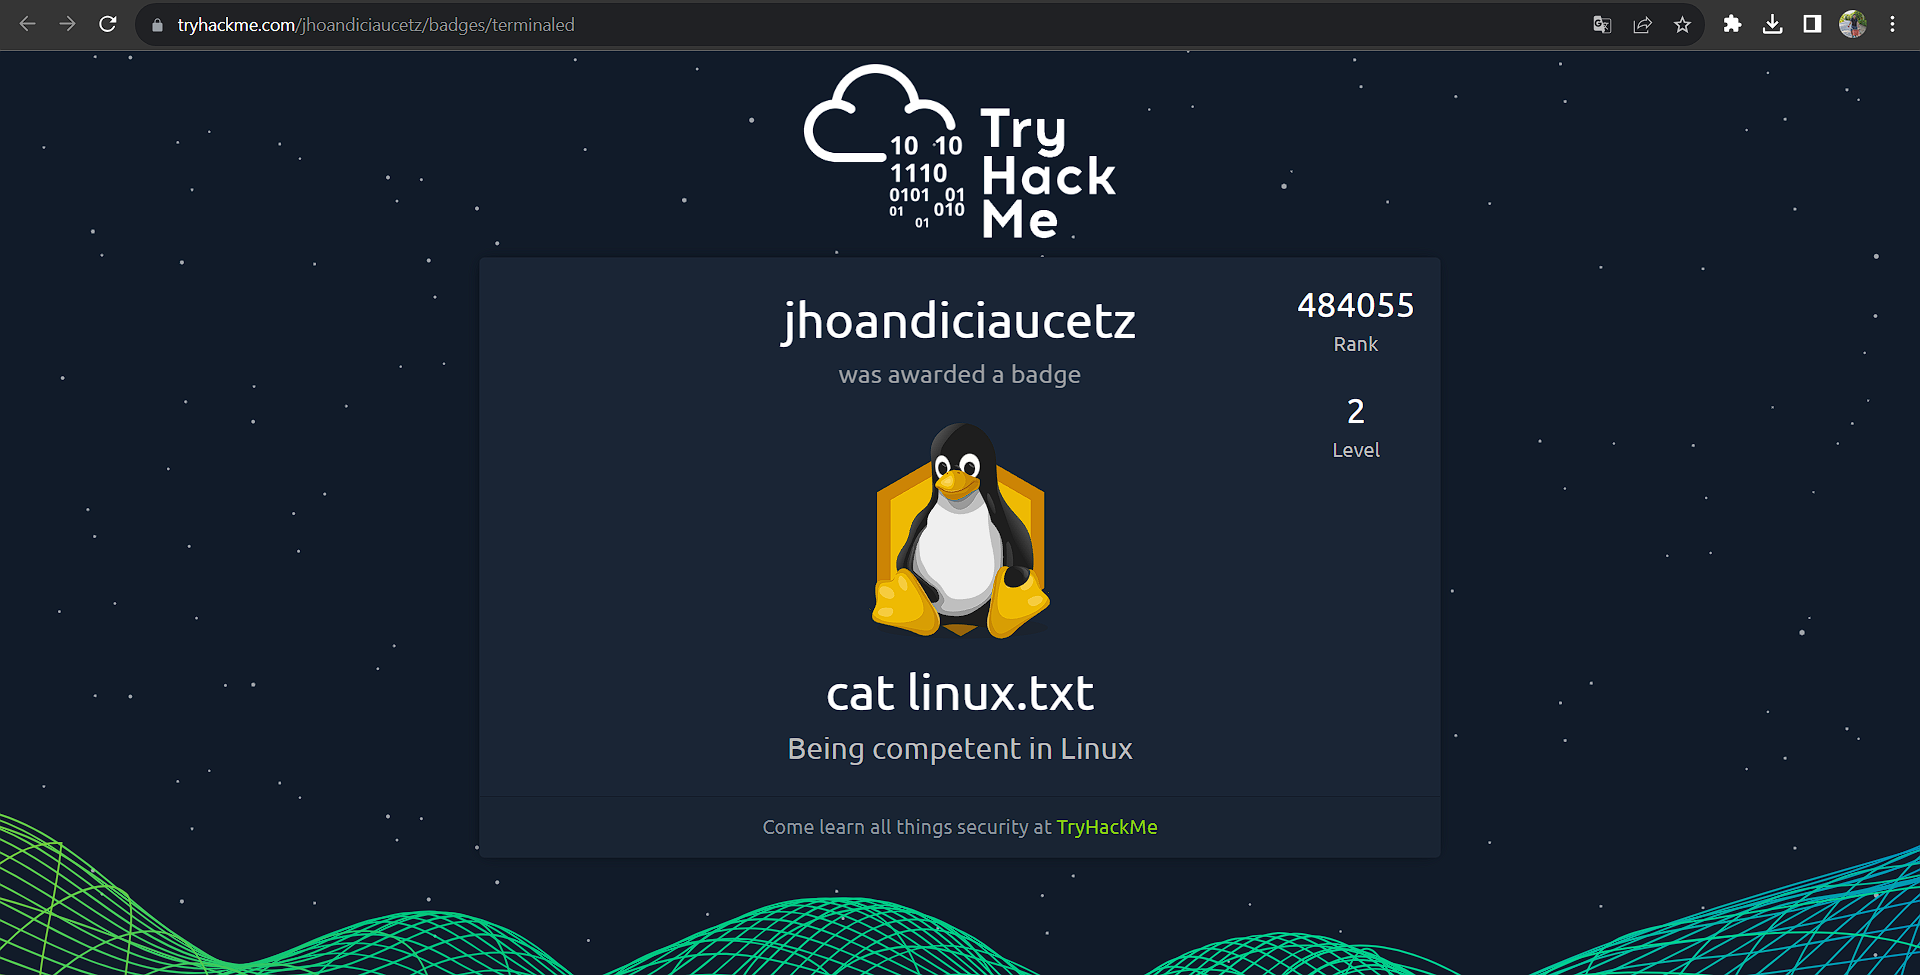 tryhackme.com/jhoandiciaucetz/badges/terminaled
10 10
1110
0101 01
01 010
01
Try
Hack
Me
jhoandiciaucetz
was awarded a badge
484055
Rank
2
Level
cat linux.txt
Being competent in Linux
Come learn all things security at TryHackMe